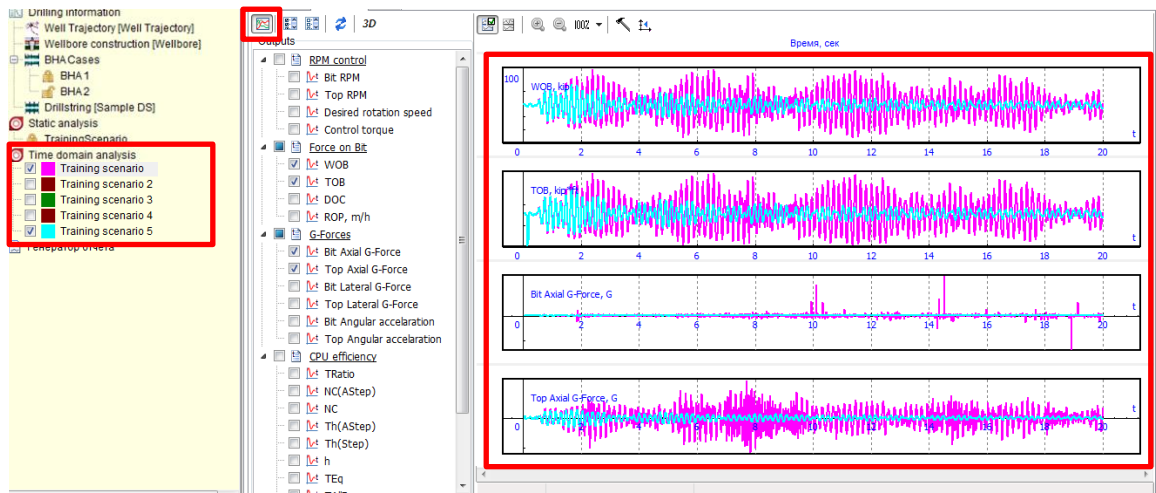 Drilling information
Well Trajectory [Well Trajectory]
Wellbore construction [Wellbore]
BHA Cases
BHA 1
BHA 2
Drillstring [Sample DS]
Static analysis
TrainingScenario
Time domain analysis
Training scenario
Training scenario 2
Training scenario 3
Training scenario 4
Training scenario 5
Генератор отчета
3D
Outputs
RPM control
Bit RPM
Top RPM
Desired rotation speed
Control torque
Force on Bit
WOB
TOB
DOC
ROP, m/h
G-Forces
Bit Axial G-Force
Top Axial G-Force
Bit Lateral G-Force
Top Lateral G-Force
Bit Angular accelaration
Top Angular accelaration
CPU efficiency
TRatio
NC(AStep)
NC
Th(AStep)
Th(Step)
h
TEq
100%
Время, сек
100
WOB, kip
t
0 2 4 6 8 10 12 14 16 18 20
TOB, kip*ft
t
0 2 4 6 8 10 12 14 16 18 20
Bit Axial G-Force, G
t
0 2 4 6 8 10 12 14 16 18 20
Top Axial G-Force, G
t
0 2 4 6 8 10 12 14 16 18 20